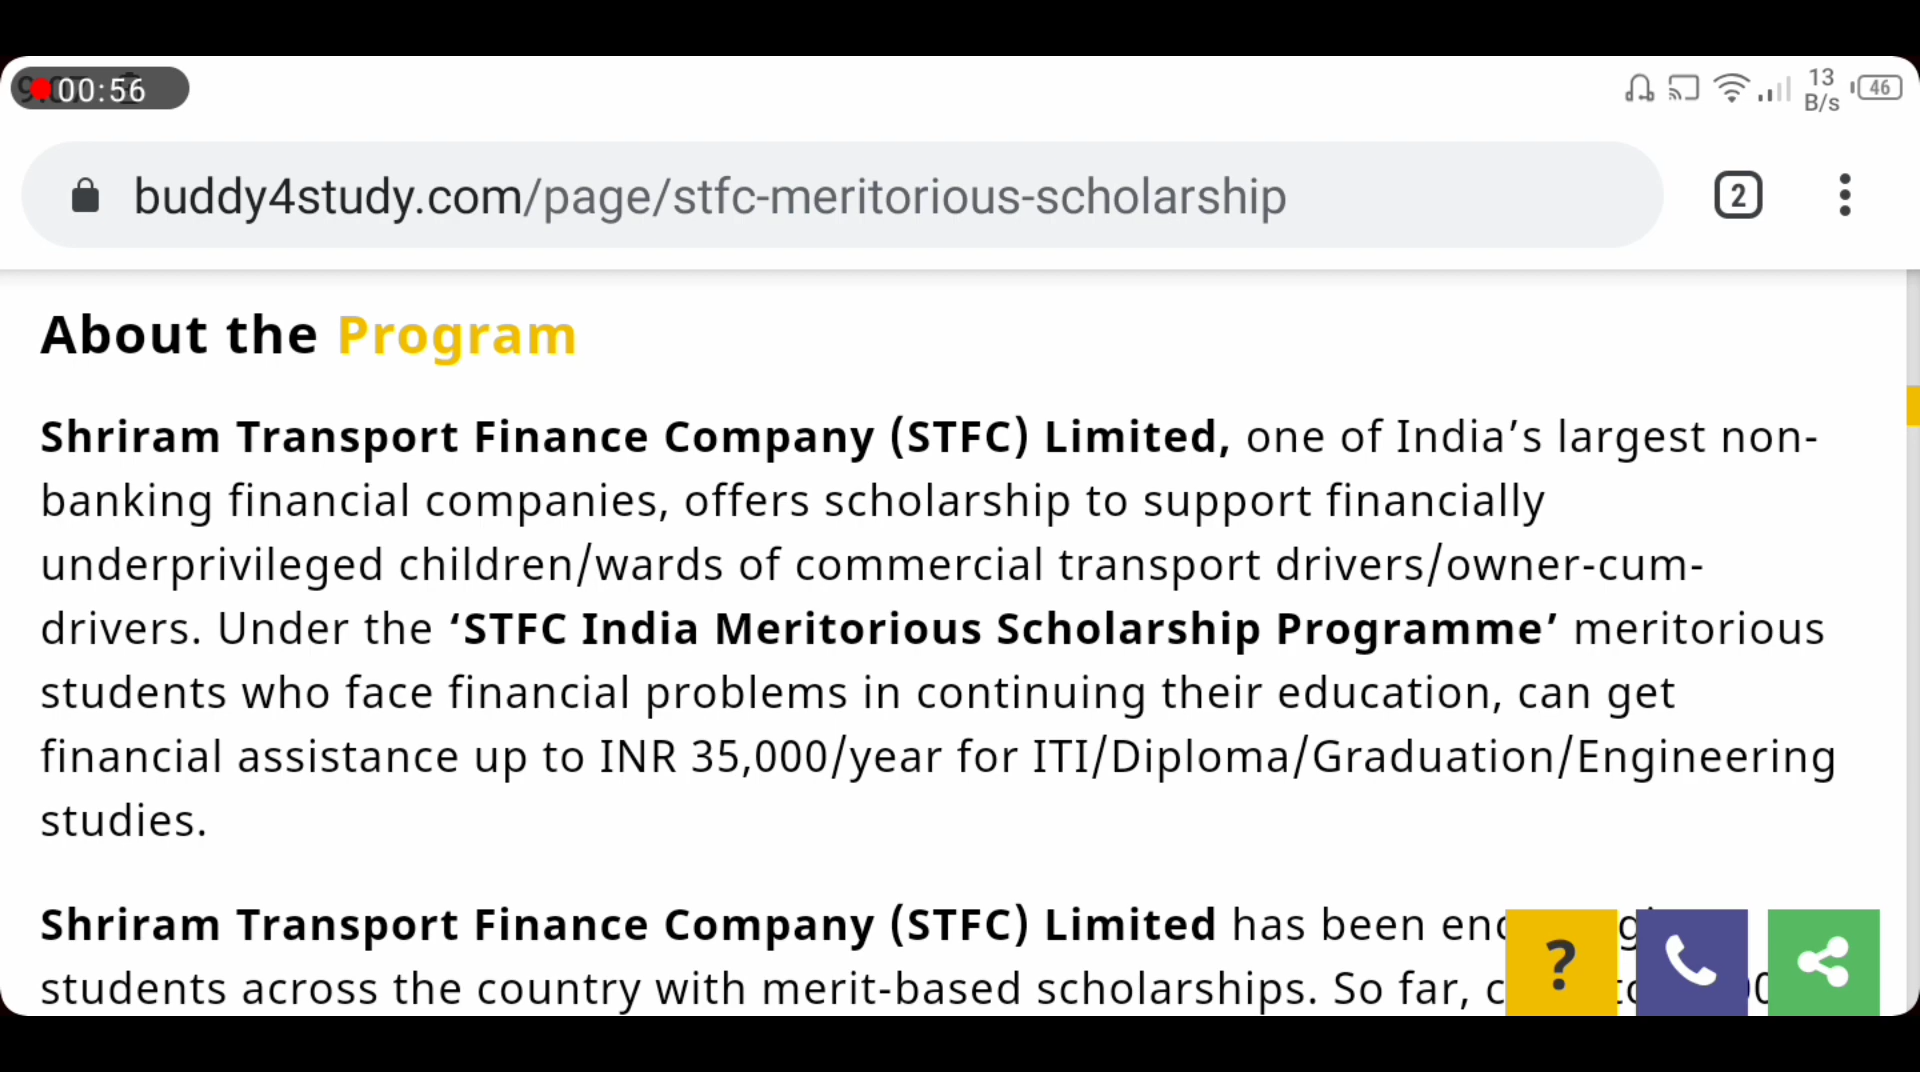 00:56
13
B/s
46
buddy4study.com/page/stfc-meritorious-scholarship
2
About the Program
Shriram Transport Finance Company (STFC) Limited, one of India’s largest non-
banking financial companies, offers scholarship to support financially
underprivileged children/wards of commercial transport drivers/owner-cum-
drivers. Under the ‘STFC India Meritorious Scholarship Programme’ meritorious
students who face financial problems in continuing their education, can get
financial assistance up to INR 35,000/year for ITI/Diploma/Graduation/Engineering
studies.
Shriram Transport Finance Company (STFC) Limited has been
students across the country with merit-based scholarships. So far,
?